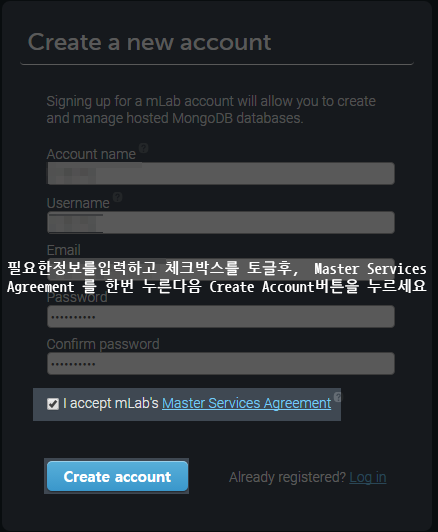 Create a new account
Signing up for a mLab account will allow you to create
and manage hosted MongoDB databases.
Account name ?
Username ?
Email
필요한정보를입력하고 체크박스를 토글후, Master Services
Agreement 를 한번 누른다음 Create Account버튼을 누르세요
Password
••••••••••
Confirm password
••••••••••
I accept mLab's Master Services Agreement ?
Create account
Already registered? Log in